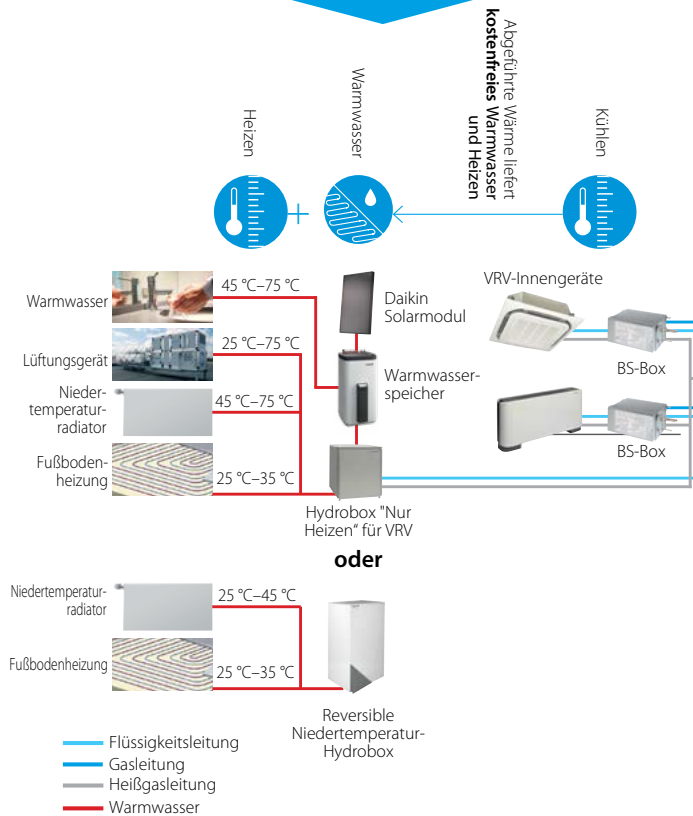 Heizen
Warmwasser
Abgeführte Wärme liefert
kostenfreies Warmwasser
und Heizen
Kühlen
Warmwasser
45 °C–75 °C
Lüftungsgerät
25 °C–75 °C
Nieder-
temperatur-
radiator
45 °C–75 °C
Fußboden-
heizung
25 °C–35 °C
Daikin
Solarmodul
Warmwasser-
speicher
Hydrobox "Nur
Heizen“ für VRV
VRV-Innengeräte
BS-Box
BS-Box
oder
Niedertemperatur-
radiator
25 °C–45 °C
Fußbodenheizung
25 °C–35 °C
Reversible
Niedertemperatur-
Hydrobox
Flüssigkeitsleitung
Gasleitung
Heißgasleitung
Warmwasser